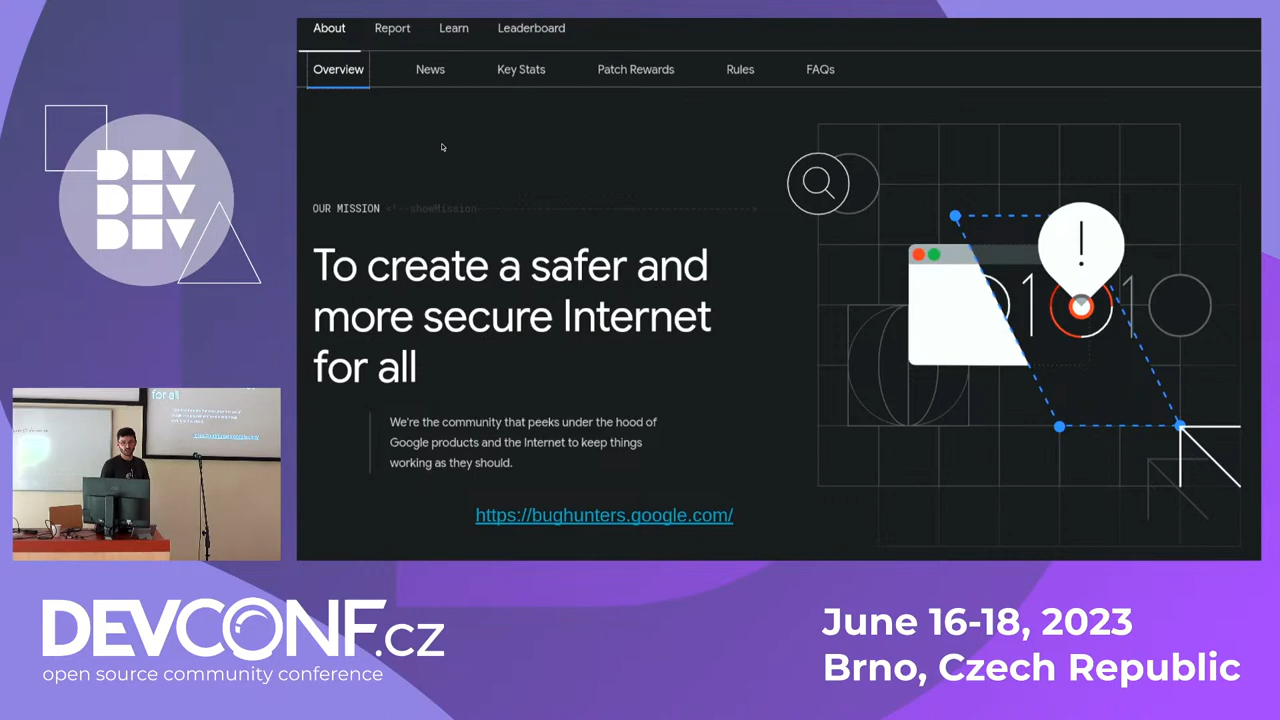 About Report Learn Leaderboard
Overview News Key Stats Patch Rewards Rules FAQs
OUR MISSION <!--showMission
To create a safer and
more secure Internet
for all
We're the community that peeks under the hood of
Google products and the Internet to keep things
working as they should.
https://bughunters.google.com/
DEV
DEV
DEV
for all
DEVCONF.cz
open source community conference
June 16-18, 2023
Brno, Czech Republic